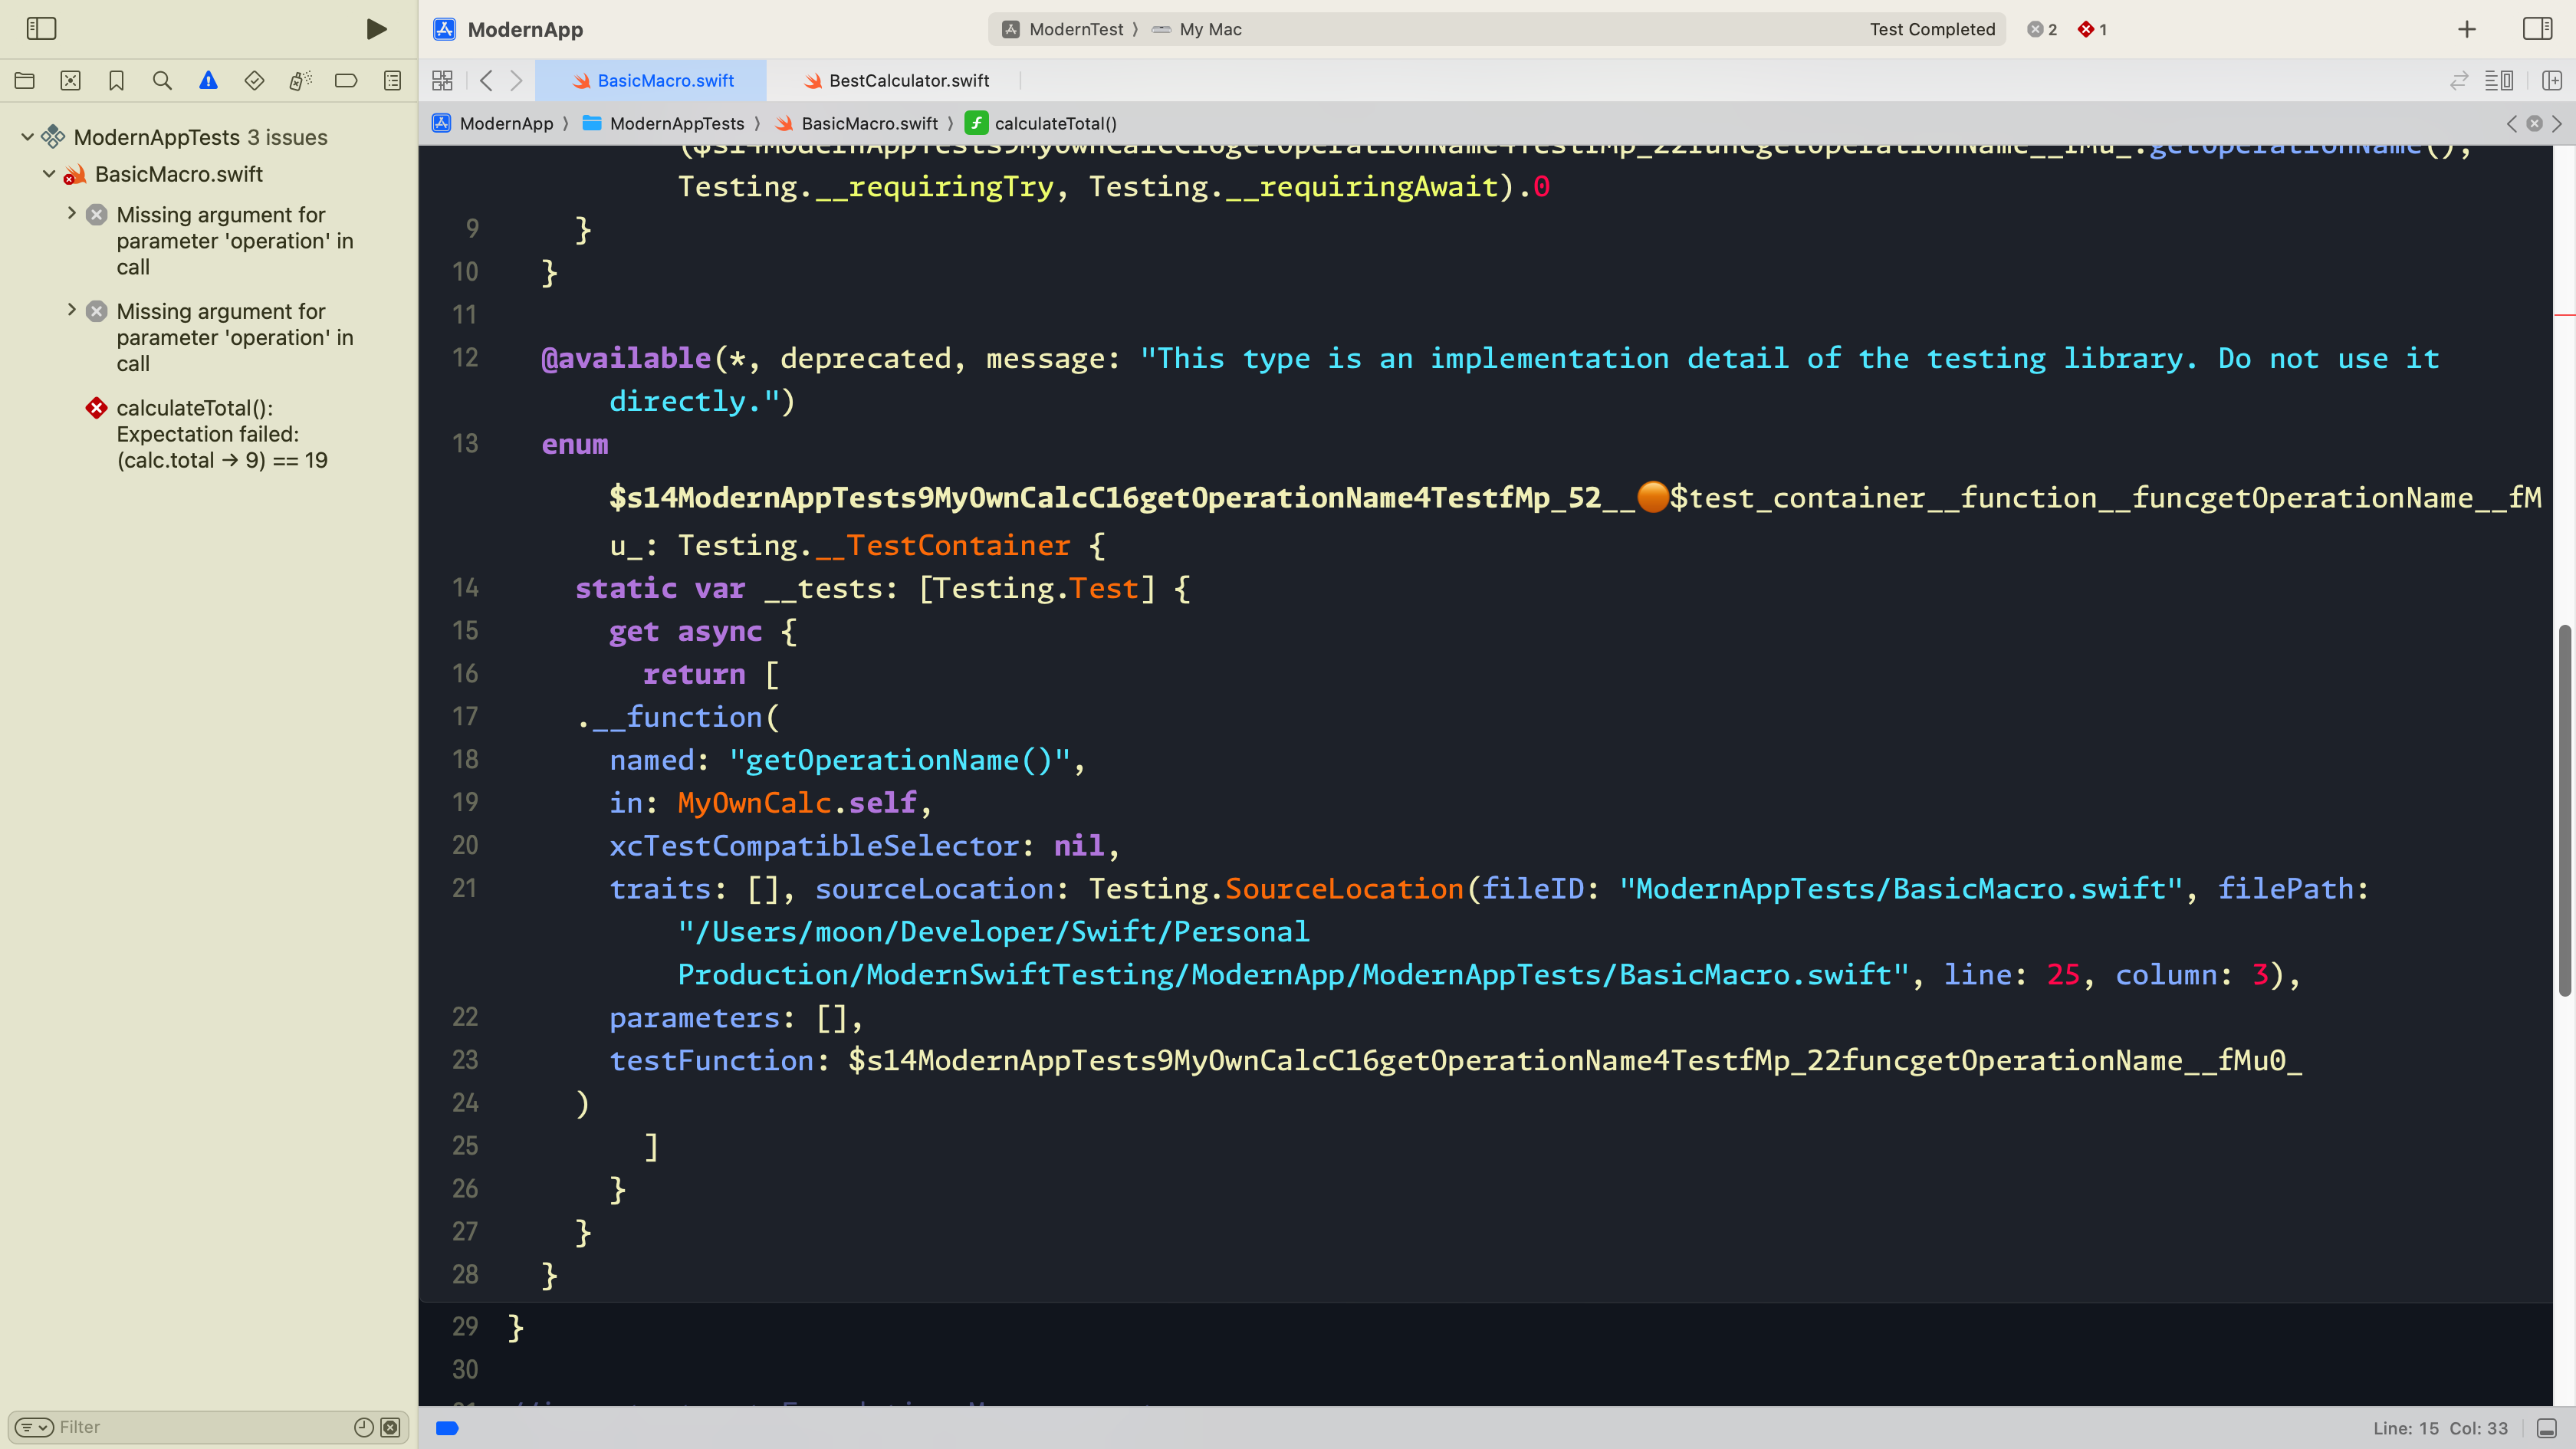 ModernApp
ModernTest 〉 My Mac
Test Completed
2
1
BasicMacro.swift
BestCalculator.swift
ModernApp 〉 ModernAppTests 〉 BasicMacro.swift 〉 calculateTotal()
ModernAppTests 3 issues
BasicMacro.swift
Missing argument for
parameter 'operation' in
call
Missing argument for
parameter 'operation' in
call
calculateTotal():
Expectation failed:
(calc.total → 9) == 19
Filter
($s14ModernAppTests9MyOwnCalcC16getOperationName4TestfMp_22funcgetOperationName__fMu_.getOperationName(),
Testing.__requiringTry, Testing.__requiringAwait).0
9 }
10 }
11
12 @available(*, deprecated, message: "This type is an implementation detail of the testing library. Do not use it
directly.")
13 enum
$s14ModernAppTests9MyOwnCalcC16getOperationName4TestfMp_52__🟠$test_container__function__funcgetOperationName__fM
u_: Testing.__TestContainer {
14 static var __tests: [Testing.Test] {
15 get async {
16 return [
17 .__function(
18 named: "getOperationName()",
19 in: MyOwnCalc.self,
20 xcTestCompatibleSelector: nil,
21 traits: [], sourceLocation: Testing.SourceLocation(fileID: "ModernAppTests/BasicMacro.swift", filePath:
"/Users/moon/Developer/Swift/Personal
Production/ModernSwiftTesting/ModernApp/ModernAppTests/BasicMacro.swift", line: 25, column: 3),
22 parameters: [],
23 testFunction: $s14ModernAppTests9MyOwnCalcC16getOperationName4TestfMp_22funcgetOperationName__fMu0_
24 )
25 ]
26 }
27 }
28 }
29 }
30
Line: 15 Col: 33